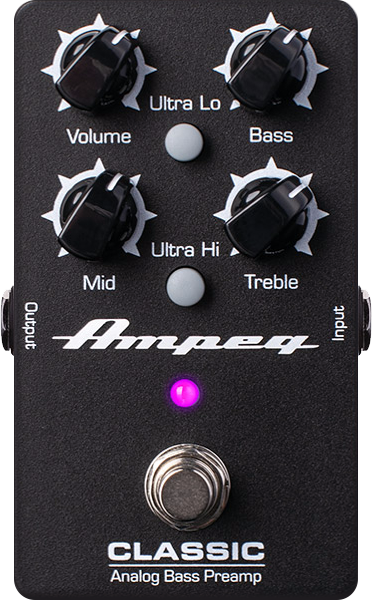 Ultra Lo
Volume
Bass
Ultra Hi
Mid
Treble
Output
Input
Ampeg
CLASSIC
Analog Bass Preamp